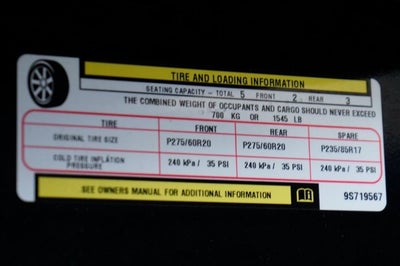 TIRE AND LOADING INFORMATION
SEATING CAPACITY - TOTAL 5 FRONT 2 REAR 3
THE COMBINED WEIGHT OF OCCUPANTS AND CARGO SHOULD NEVER EXCEED
700 KG OR 1545 LB
TIRE FRONT REAR SPARE
ORIGINAL TIRE SIZE P275/60R20 P275/60R20 P235/85R17
COLD TIRE INFLATION PRESSURE 240 kPa / 35 PSI 240 kPa / 35 PSI 240 kPa / 35 PSI
SEE OWNERS MANUAL FOR ADDITIONAL INFORMATION
9S719567